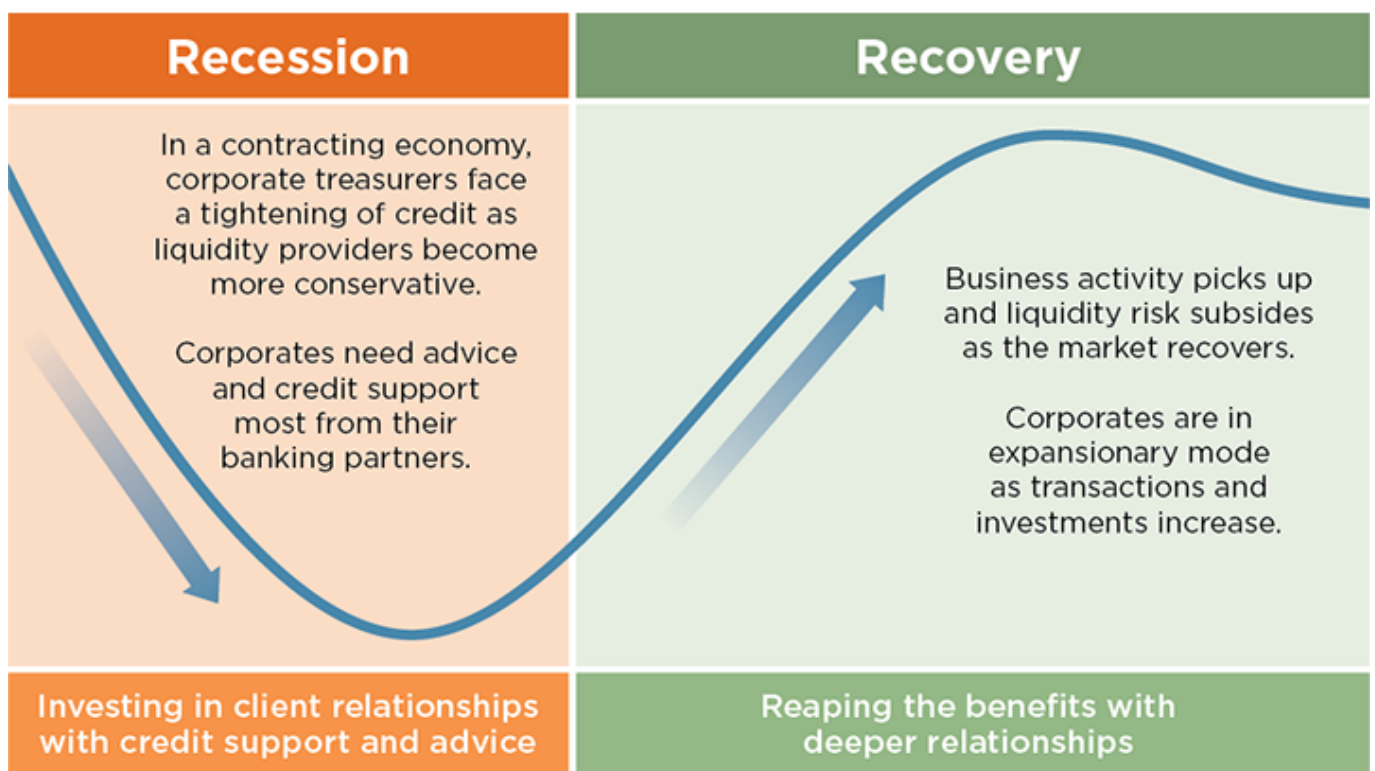 Recession
In a contracting economy,
corporate treasurers face
a tightening of credit as
liquidity providers become
more conservative.
Corporates need advice
and credit support
most from their
banking partners.
Investing in client relationships
with credit support and advice
Recovery
Business activity picks up
and liquidity risk subsides
as the market recovers.
Corporates are in
expansionary mode
as transactions and
investments increase.
Reaping the benefits with
deeper relationships